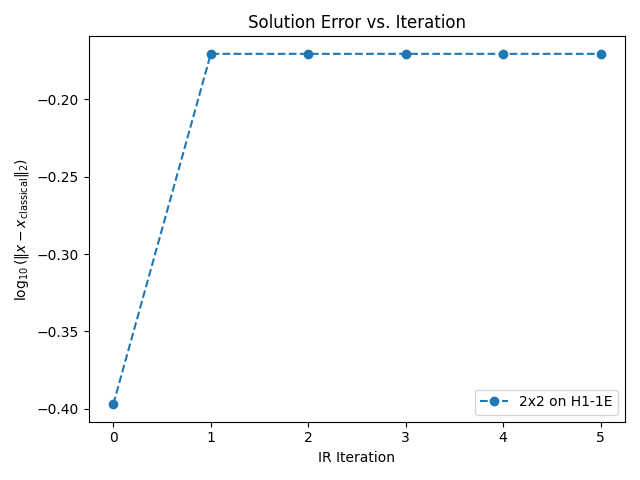 Solution Error vs. Iteration
log₁₀(‖x − x_classical‖₂)
−0.20
−0.25
−0.30
−0.35
−0.40
0 1 2 3 4 5
IR Iteration
2x2 on H1-1E